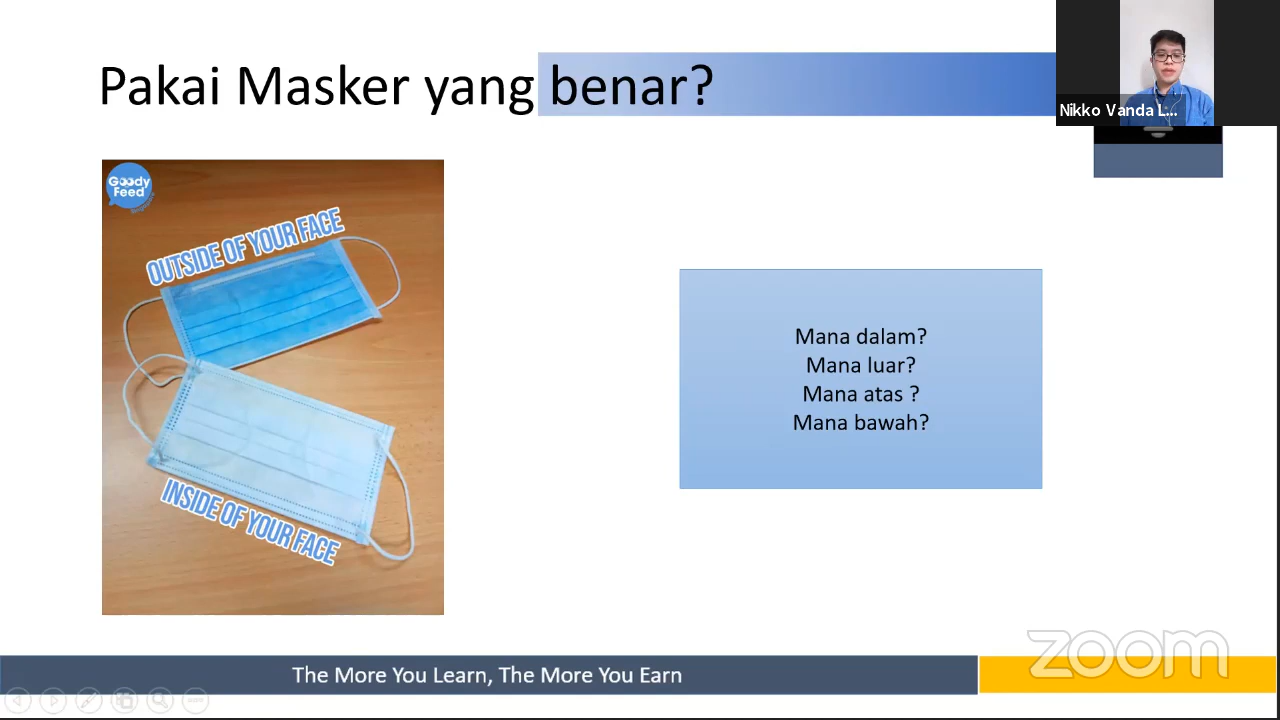 Pakai Masker yang benar?
Nikko Vanda L...
Goody
Feed
OUTSIDE OF YOUR FACE
INSIDE OF YOUR FACE
Mana dalam?
Mana luar?
Mana atas ?
Mana bawah?
The More You Learn, The More You Earn
zoom